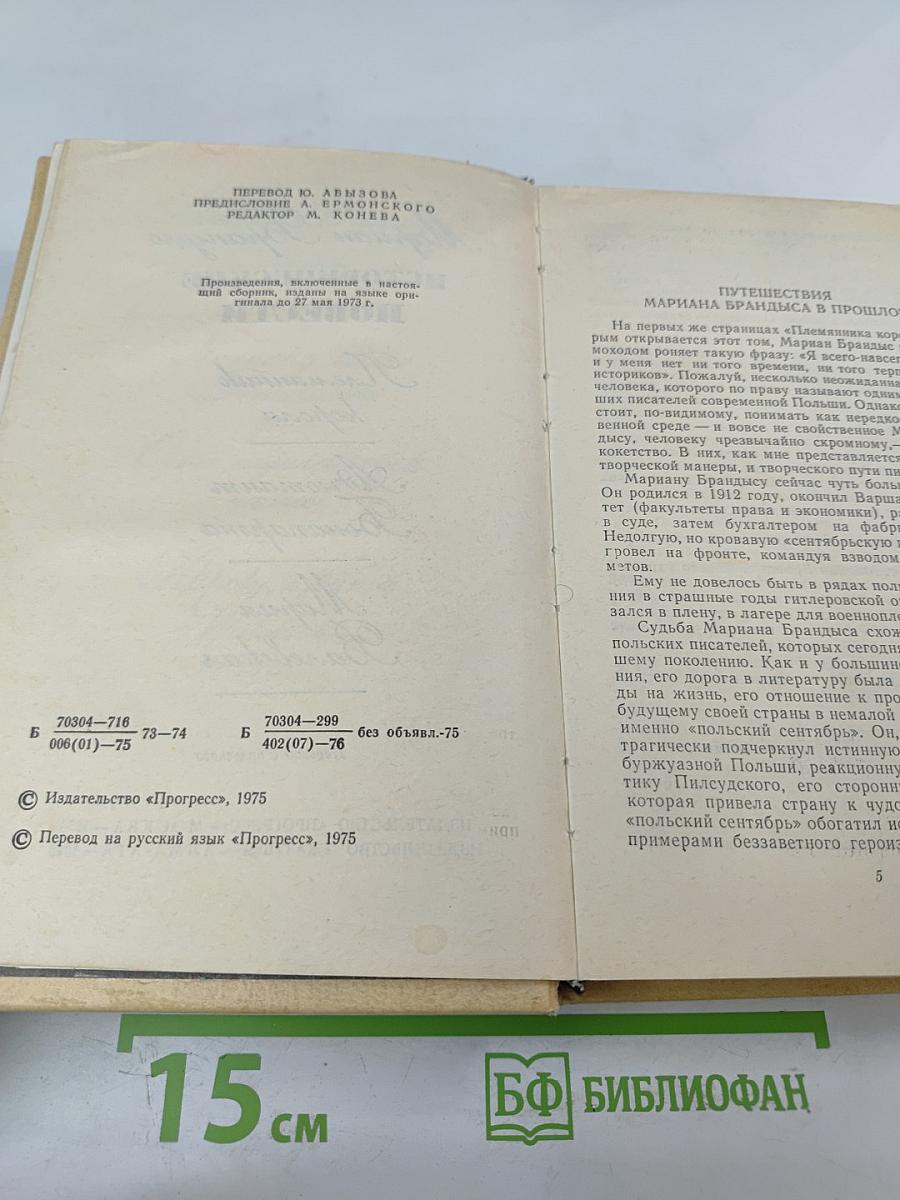 ПЕРЕВОД Ю. АБЫЗОВА
ПРЕДИСЛОВИЕ А. ЕРМОНСКОГО
РЕДАКТОР М. КОНЕВА
Произведения, включенные в настоя-
щий сборник, изданы на языке ори-
гинала до 27 мая 1973 г.
Б 70304—716 / 006(01)—75 73—74 Б 70304—299 / 402(07)—76 без объявл.-75
© Издательство «Прогресс», 1975
© Перевод на русский язык «Прогресс», 1975
ПУТЕШЕСТВИЯ
МАРИАНА БРАНДЫСА В ПРОШЛО
На первых же страницах «Племянника коро
рым открывается этот том, Мариан Брандыс
моходом роняет такую фразу: «Я всего-навсег
и у меня нет ни того времени, ни того терп
историков». Пожалуй, несколько неожиданна
человека, которого по праву называют одним
ших писателей современной Польши. Однако
стоит, по-видимому, понимать как нередко
венной среде — и вовсе не свойственное М
дысу, человеку чрезвычайно скромному,—
кокетство. В них, как мне представляется
творческой манеры, и творческого пути пи
Мариану Брандысу сейчас чуть больш
Он родился в 1912 году, окончил Варша
тет (факультеты права и экономики), ра
в суде, затем бухгалтером на фабри
Недолгую, но кровавую «сентябрьскую
гровел на фронте, командуя взводом
метов.
Ему не довелось быть в рядах поль
ния в страшные годы гитлеровской о
зался в плену, в лагере для военнопле
Судьба Мариана Брандыса схож
польских писателей, которых сегодня
шему поколению. Как и у большин
ния, его дорога в литературу была
ды на жизнь, его отношение к про
будущему своей страны в немалой
именно «польский сентябрь». Он,
трагически подчеркнул истинную
буржуазной Польши, реакционну
тику Пилсудского, его сторонн
которая привела страну к чудо
«польский сентябрь» обогатил ис
примерами беззаветного героиз
5
15 см
БФ БИБЛИОФАН